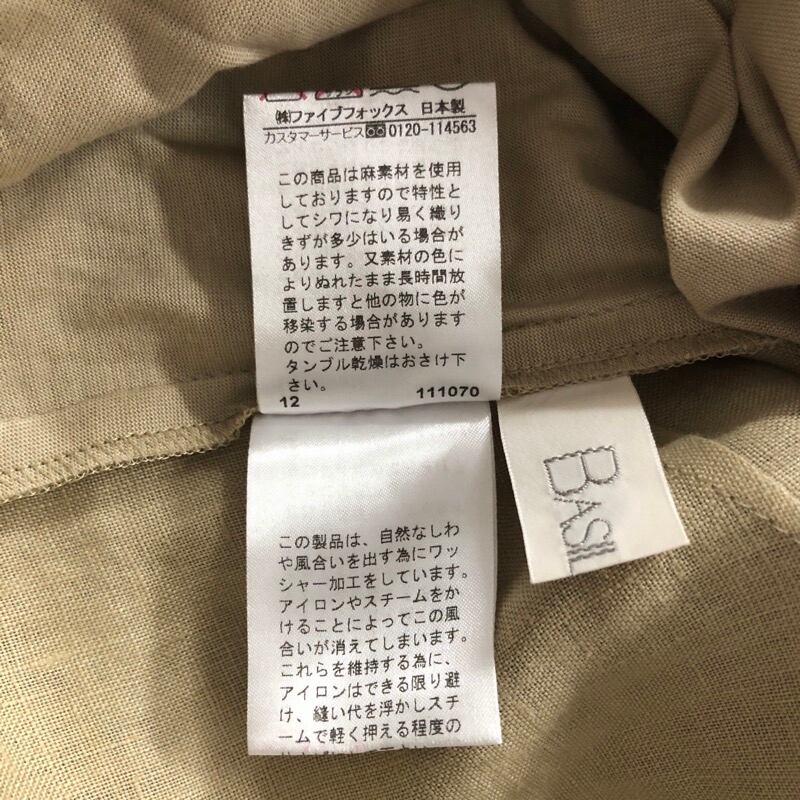 ㈱ファイブフォックス 日本製
カスタマーサービス 0120-114563
この商品は麻素材を使用
しておりますので特性と
してシワになり易く織り
きずが多少はいる場合が
あります。又素材の色に
よりぬれたまま長時間放
置しますと他の物に色が
移染する場合があります
のでご注意下さい。
タンブル乾燥はおさけ下
さい。
12 111070
この製品は、自然なしわ
や風合いを出す為にワッ
シャー加工をしています。
アイロンやスチームをか
けることによってこの風
合いが消えてしまいます。
これらを維持する為に、
アイロンはできる限り避
け、縫い代を浮かしスチ
ームで軽く押える程度の
BASIL